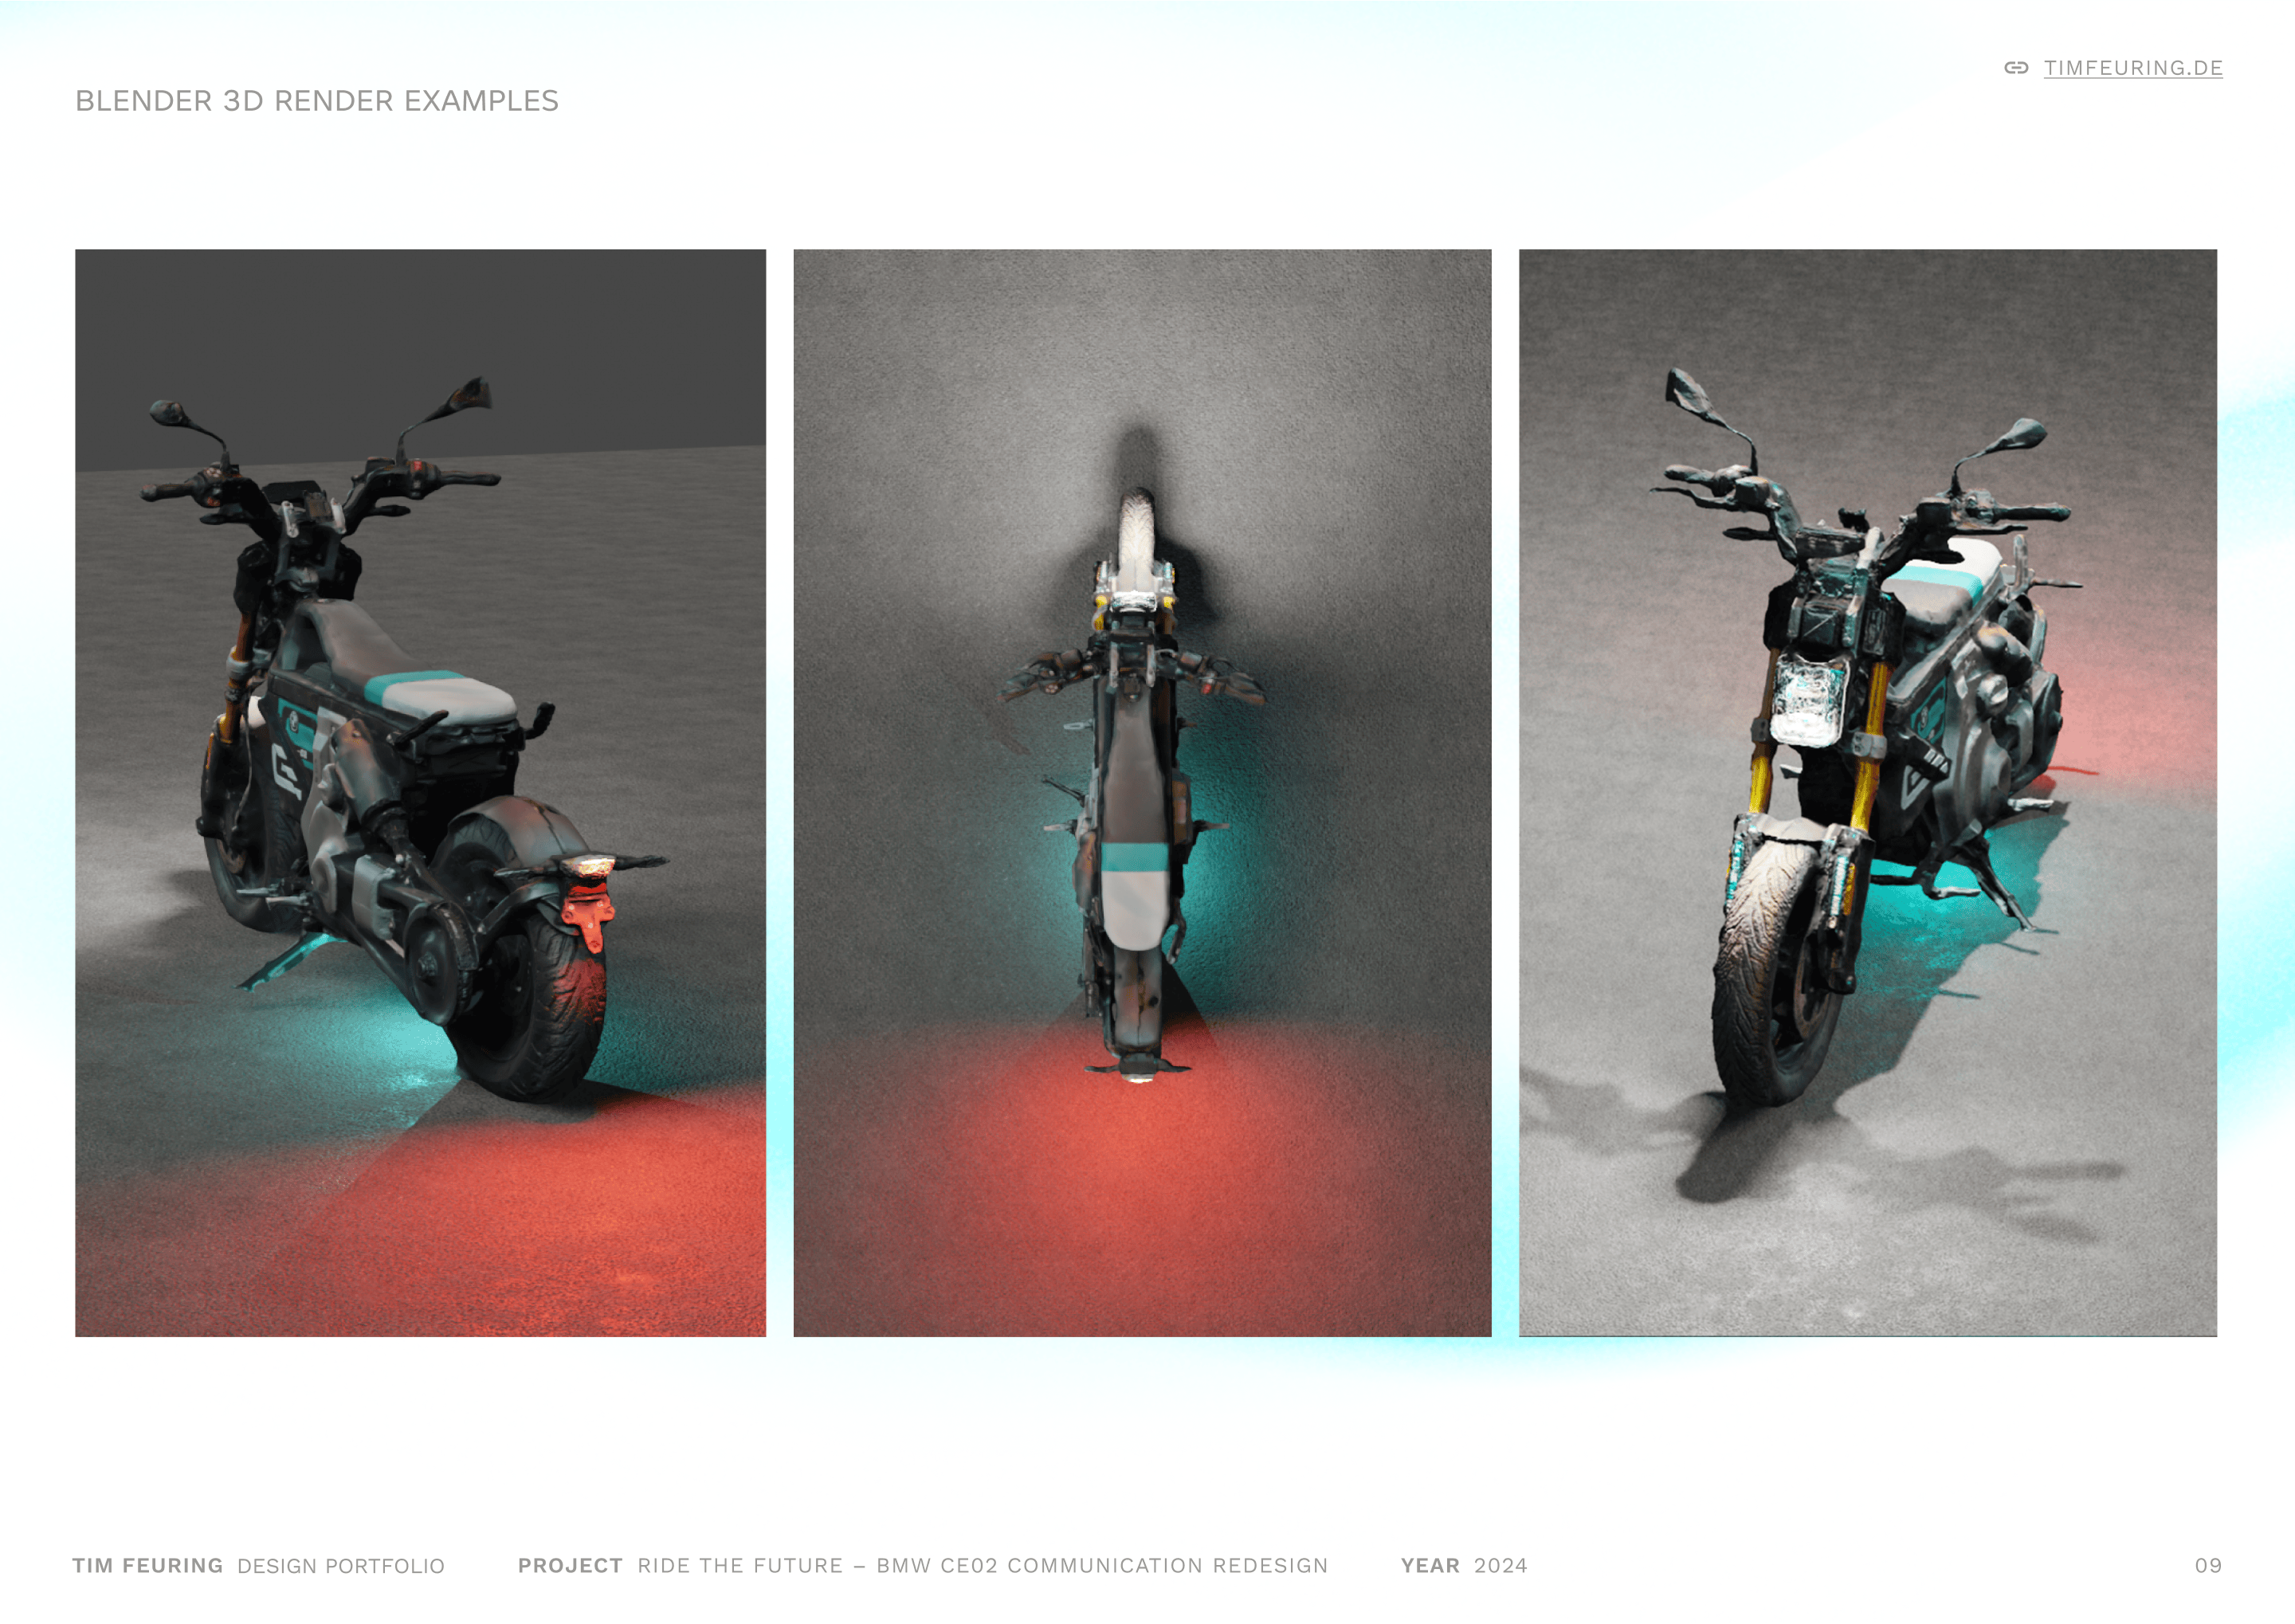 TIMFEURING.DE
BLENDER 3D RENDER EXAMPLES
TIM FEURING DESIGN PORTFOLIO PROJECT RIDE THE FUTURE – BMW CE02 COMMUNICATION REDESIGN YEAR 2024 09